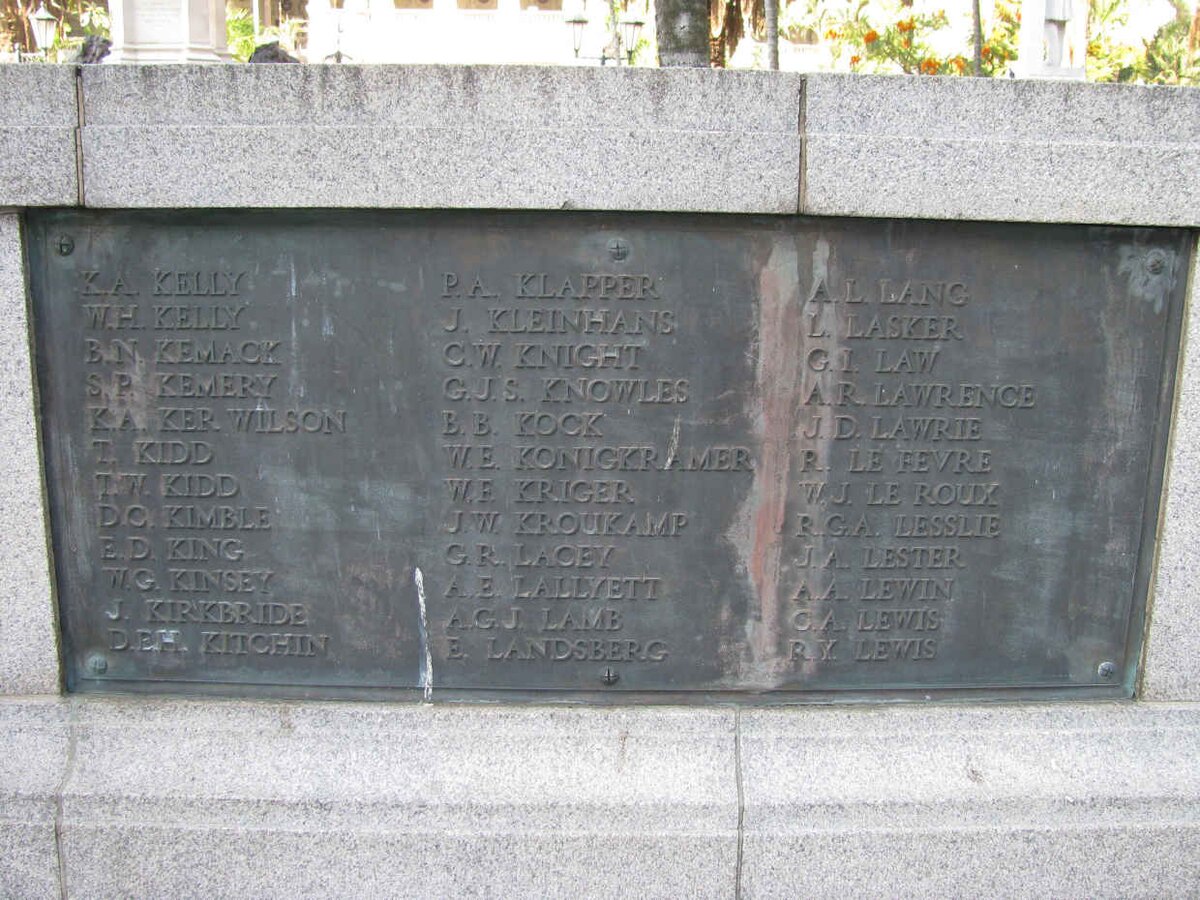 K.A. KELLY
W.H. KELLY
B.N. KEMACK
S.P. KEMERY
K.A. KER WILSON
T. KIDD
T.W. KIDD
D.O. KIMBLE
E.D. KING
W.G. KINSEY
J. KIRKBRIDE
D.E.H. KITCHIN
P.A. KLAPPER
J. KLEINHANS
C.W. KNIGHT
G.J.S. KNOWLES
B.B. KOCK
W.E. KONIGKRAMER
W.F. KRIGER
J.W. KROUKAMP
G.R. LACEY
A.E. LALLYETT
A.G.J. LAMB
E. LANDSBERG
A.L. LANG
L. LASKER
G.I. LAW
A.R. LAWRENCE
J.D. LAWRIE
R. LE FEVRE
W.J. LE ROUX
R.G.A. LESSLIE
J.A. LESTER
A.A. LEWIN
C.A. LEWIS
R.Y. LEWIS